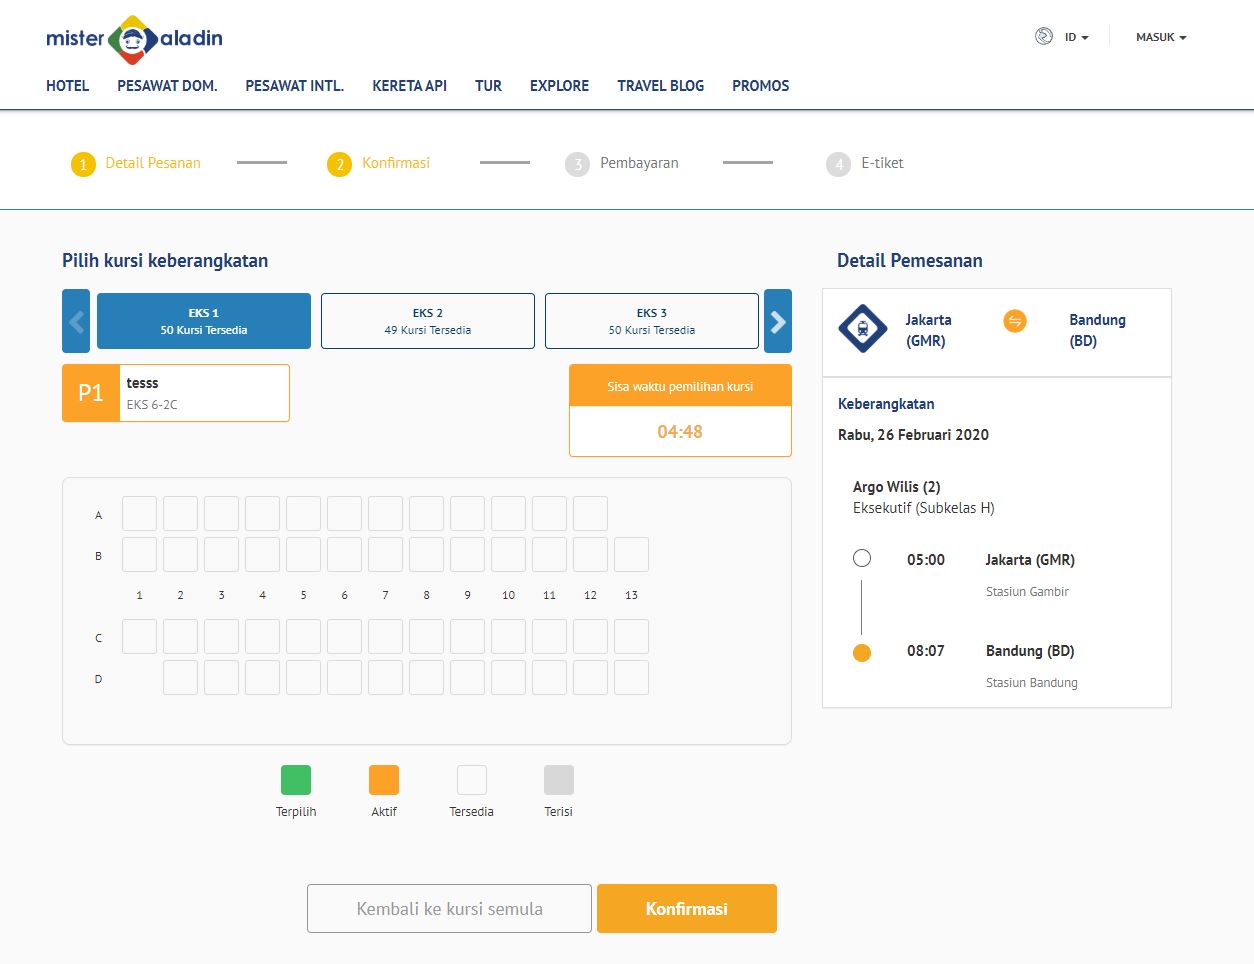 mister aladin
ID
MASUK
HOTEL PESAWAT DOM. PESAWAT INTL. KERETA API TUR EXPLORE TRAVEL BLOG PROMOS
1 Detail Pesanan
2 Konfirmasi
3 Pembayaran
4 E-tiket
Pilih kursi keberangkatan
EKS 1
50 Kursi Tersedia
EKS 2
49 Kursi Tersedia
EKS 3
50 Kursi Tersedia
P1
tesss
EKS 6-2C
Sisa waktu pemilihan kursi
04:48
A
B
1 2 3 4 5 6 7 8 9 10 11 12 13
C
D
Terpilih
Aktif
Tersedia
Terisi
Kembali ke kursi semula
Konfirmasi
Detail Pemesanan
Jakarta
(GMR)
Bandung
(BD)
Keberangkatan
Rabu, 26 Februari 2020
Argo Wilis (2)
Eksekutif (Subkelas H)
05:00 Jakarta (GMR)
Stasiun Gambir
08:07 Bandung (BD)
Stasiun Bandung